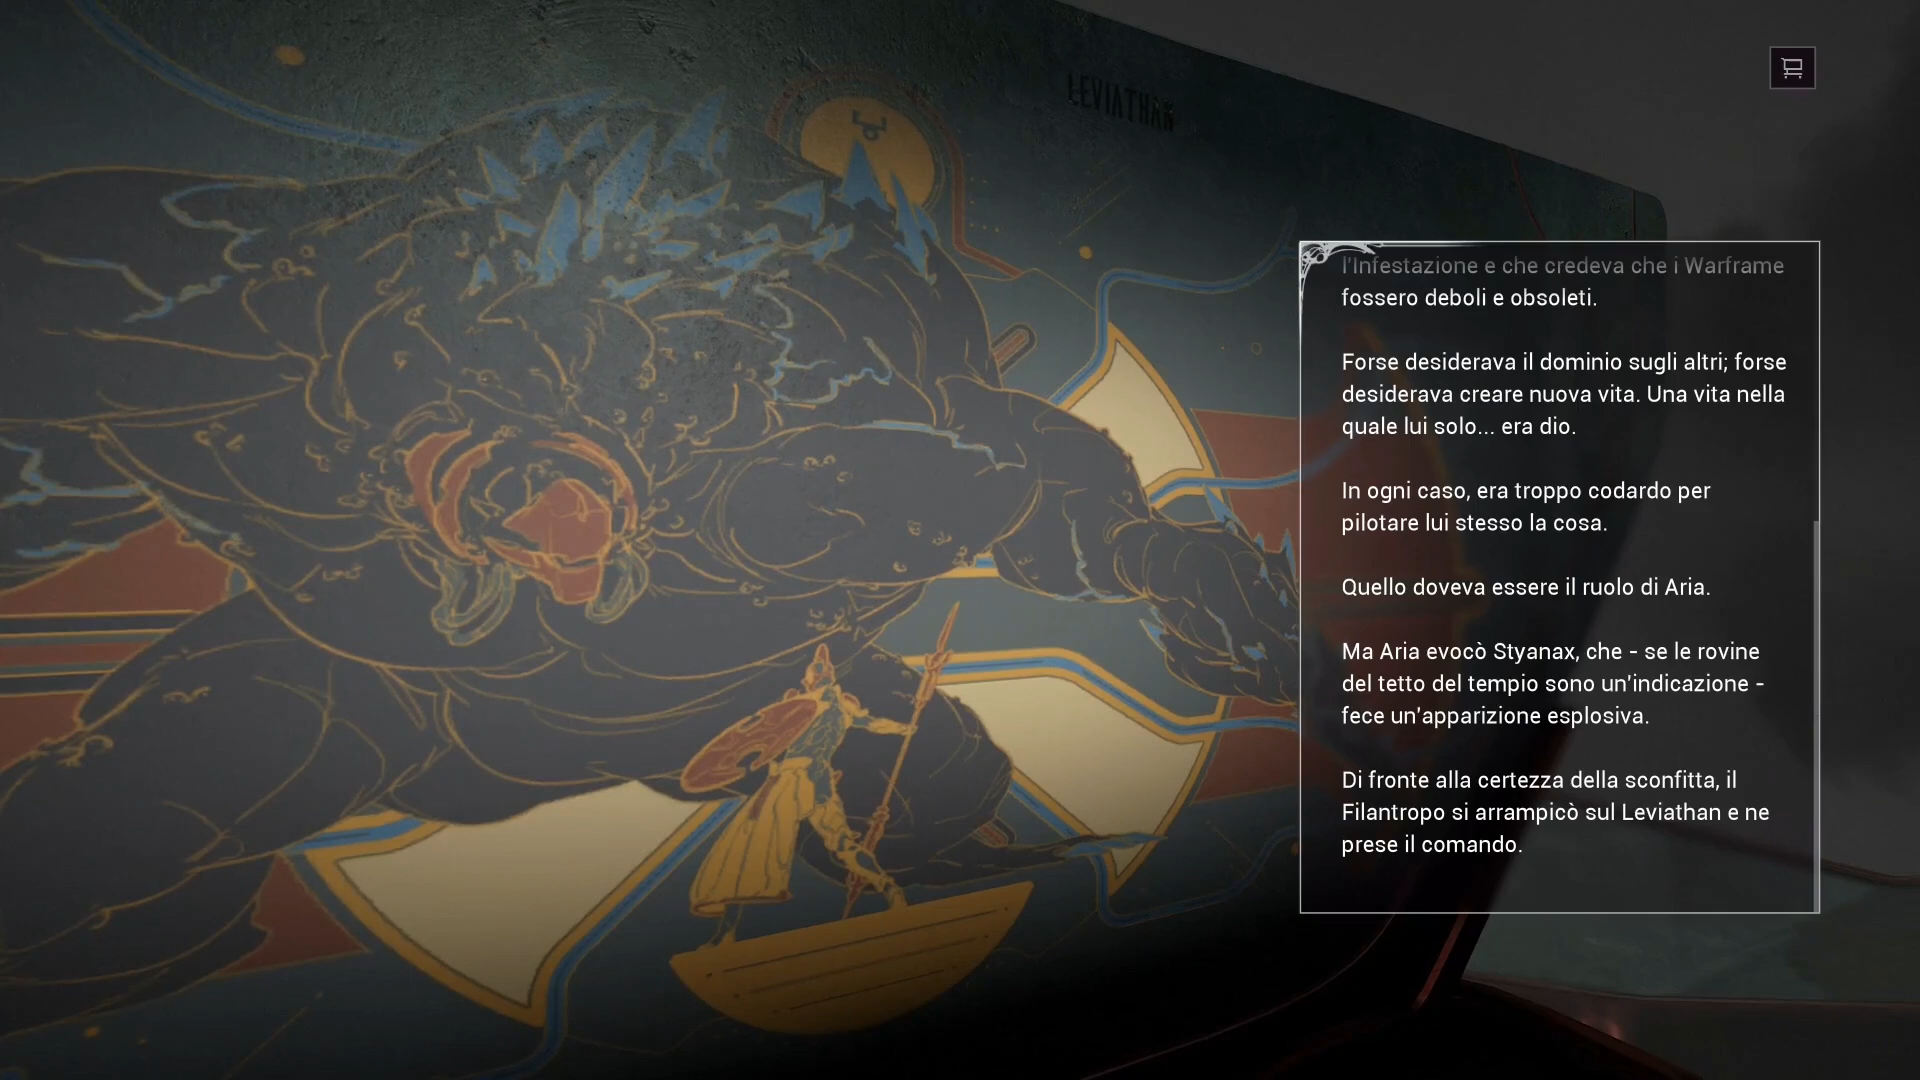 LEVIATHAN
l'Infestazione e che credeva che i Warframe
fossero deboli e obsoleti.
Forse desiderava il dominio sugli altri; forse
desiderava creare nuova vita. Una vita nella
quale lui solo... era dio.
In ogni caso, era troppo codardo per
pilotare lui stesso la cosa.
Quello doveva essere il ruolo di Aria.
Ma Aria evocò Styanax, che - se le rovine
del tetto del tempio sono un'indicazione -
fece un'apparizione esplosiva.
Di fronte alla certezza della sconfitta, il
Filantropo si arrampicò sul Leviathan e ne
prese il comando.